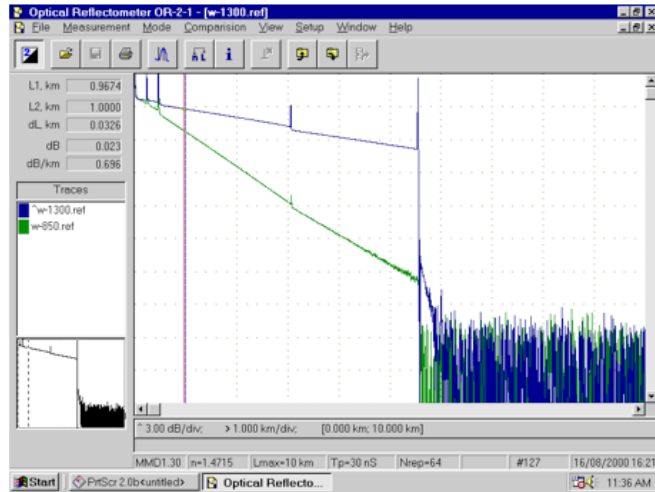 Optical Reflectometer OR-2-1 - [w-1300.ref]
File Measurement Mode Comparision View Setup Window Help
L1, km 0.9674
L2, km 1.0000
dL, km 0.0326
dB 0.023
dB/km 0.696
Traces
^w-1300.ref
w-850.ref
^ 3.00 dB/div; > 1.000 km/div; [0.000 km; 10.000 km]
MMD1.30 n=1.4715 Lmax=10 km Tp=30 nS Nrep=64 #127 16/08/2000 16:21
Start PrtScr 2.0b<untitled> Optical Reflecto... 11:36 AM